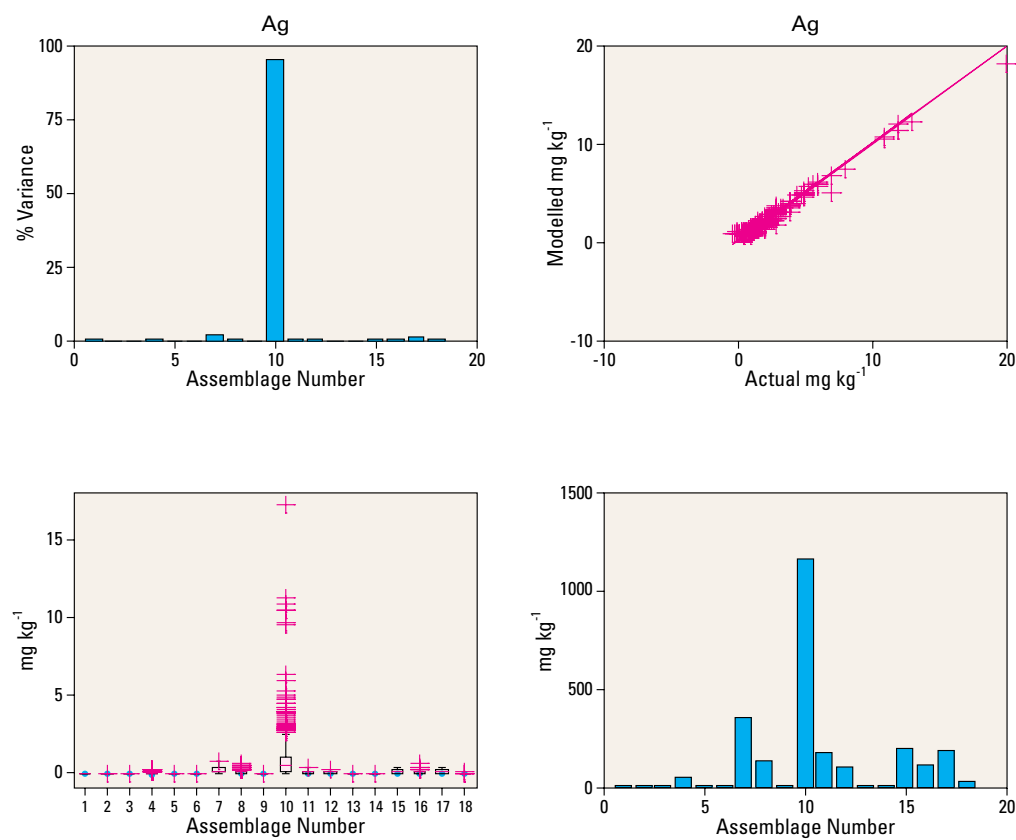 Ag
100
75
50
25
0
% Variance
0 5 10 15 20
Assemblage Number
Ag
20
10
0
-10
Modelled mg kg⁻¹
-10 0 10 20
Actual mg kg⁻¹
15
10
5
0
mg kg⁻¹
1 2 3 4 5 6 7 8 9 10 11 12 13 14 15 16 17 18
Assemblage Number
1500
1000
500
0
mg kg⁻¹
0 5 10 15 20
Assemblage Number